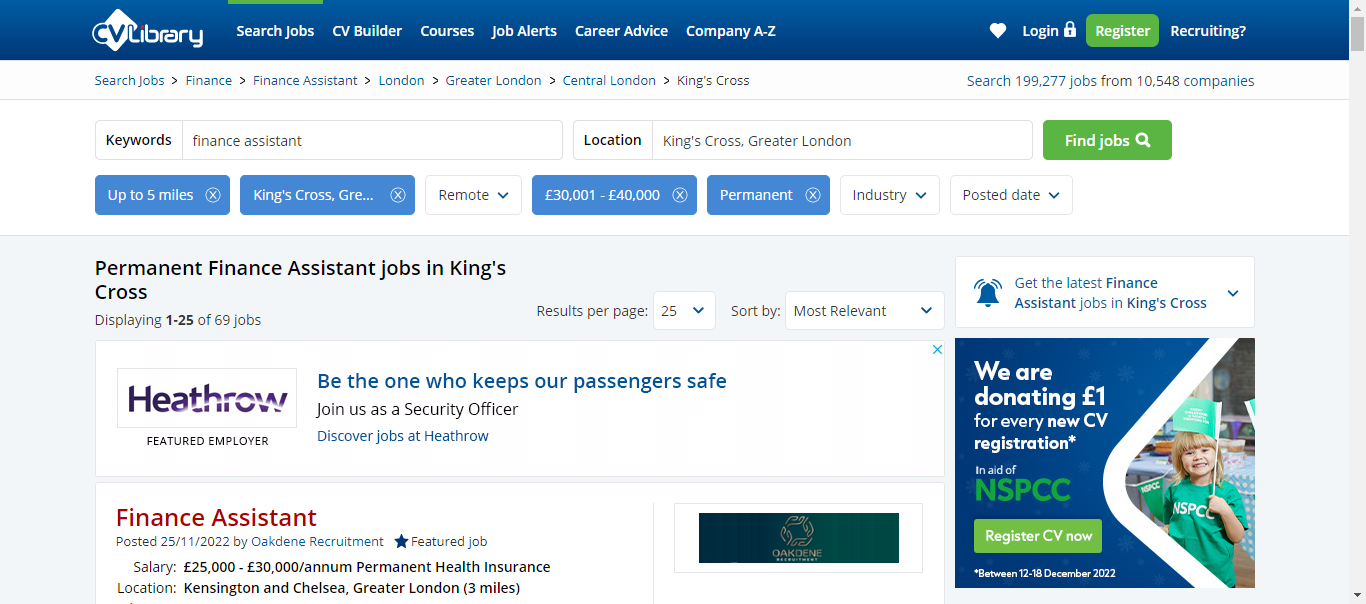 CVLibrary
Search Jobs CV Builder Courses Job Alerts Career Advice Company A-Z Login Register Recruiting?
Search Jobs > Finance > Finance Assistant > London > Greater London > Central London > King's Cross
Search 199,277 jobs from 10,548 companies
Keywords finance assistant Location King's Cross, Greater London Find jobs
Up to 5 miles King's Cross, Gre... Remote £30,001 - £40,000 Permanent Industry Posted date
Permanent Finance Assistant jobs in King's
Cross
Displaying 1-25 of 69 jobs
Results per page: 25 Sort by: Most Relevant
Heathrow
FEATURED EMPLOYER
Be the one who keeps our passengers safe
Join us as a Security Officer
Discover jobs at Heathrow
Finance Assistant
Posted 25/11/2022 by Oakdene Recruitment Featured job
Salary: £25,000 - £30,000/annum Permanent Health Insurance
Location: Kensington and Chelsea, Greater London (3 miles)
OAKDENE
RECRUITMENT
Get the latest Finance
Assistant jobs in King's Cross
We are
donating £1
for every new CV
registration*
In aid of
NSPCC
Register CV now
*Between 12-18 December 2022
NSPCC
NSPCC